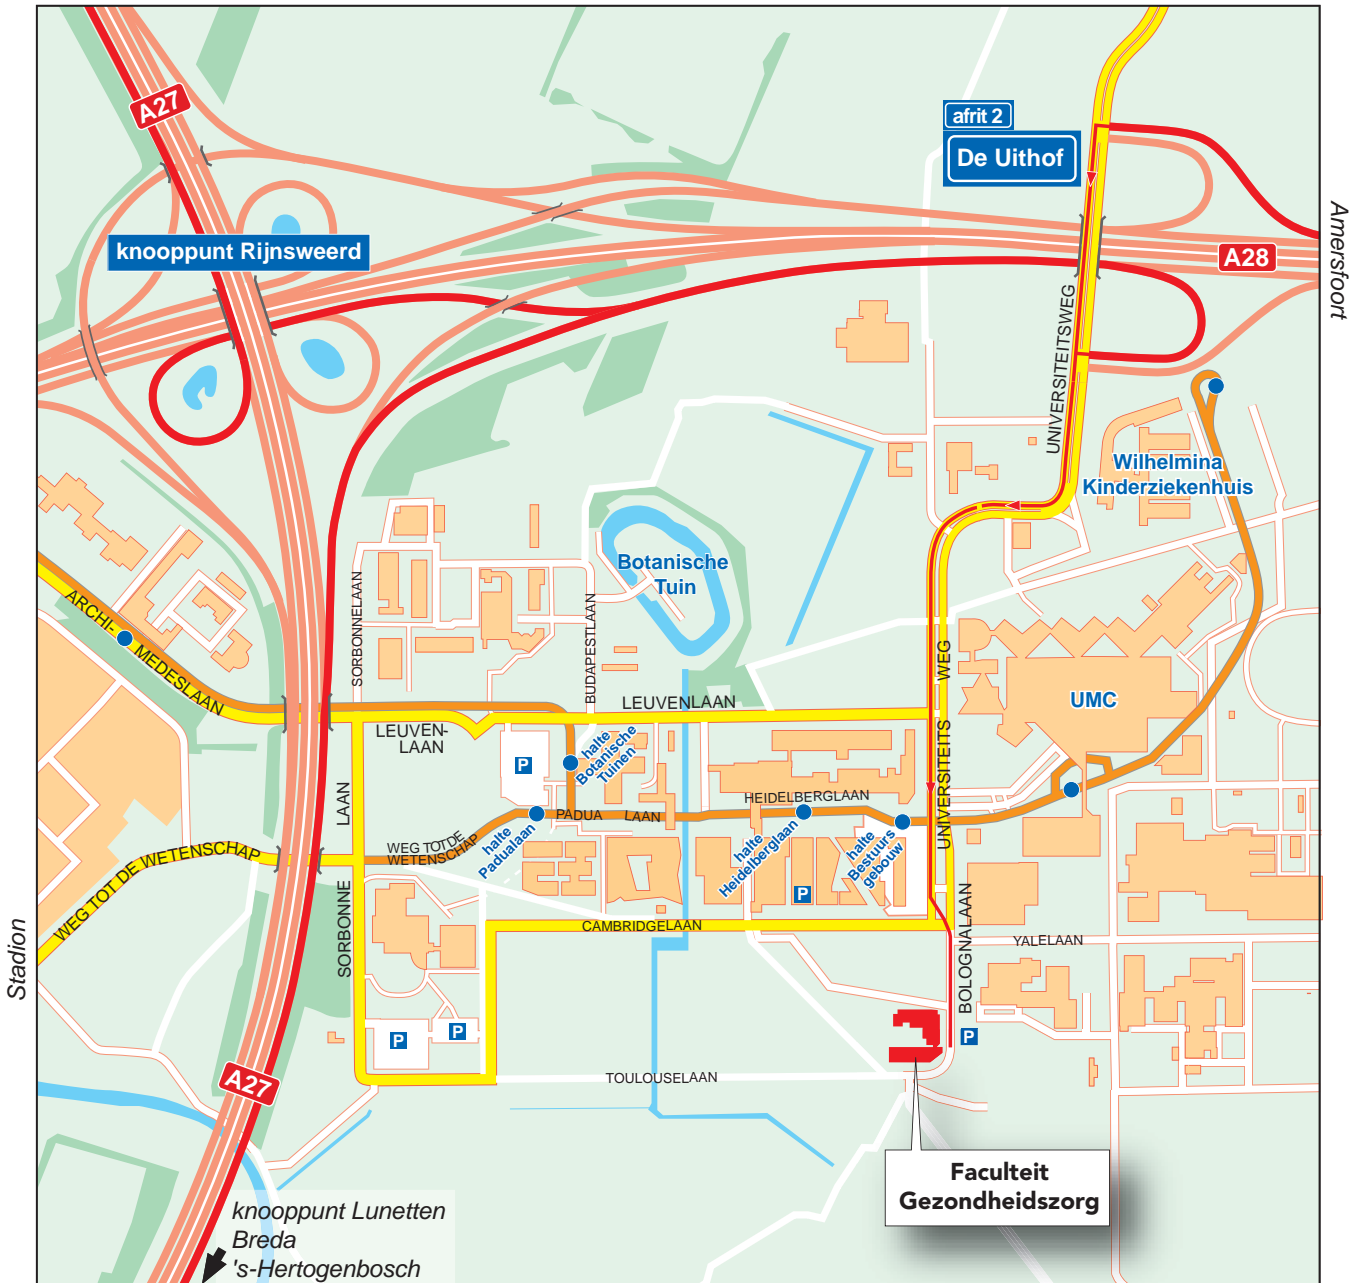 A27
afrit 2
De Uithof
knooppunt Rijnsweerd
A28
Amersfoort
UNIVERSITEITSWEG
Wilhelmina
Kinderziekenhuis
Botanische
Tuin
SORBONNELAAN
BUDAPESTLAAN
ARCHI-
MEDESLAAN
LEUVENLAAN
LEUVEN-
LAAN
UNIVERSITEITS WEG
UMC
P
halte
Botanische
Tuinen
HEIDELBERGLAAN
PADUA LAAN
halte
Padualaan
WEG TOT DE
WETENSCHAP
WEG TOT DE WETENSCHAP
halte
Heidelberglaan
halte
Bestuurs
gebouw
P
SORBONNE LAAN
CAMBRIDGELAAN
YALELAAN
BOLOGNALAAN
Stadion
P
P
P
TOULOUSELAAN
A27
Faculteit
Gezondheidszorg
knooppunt Lunetten
Breda
's-Hertogenbosch